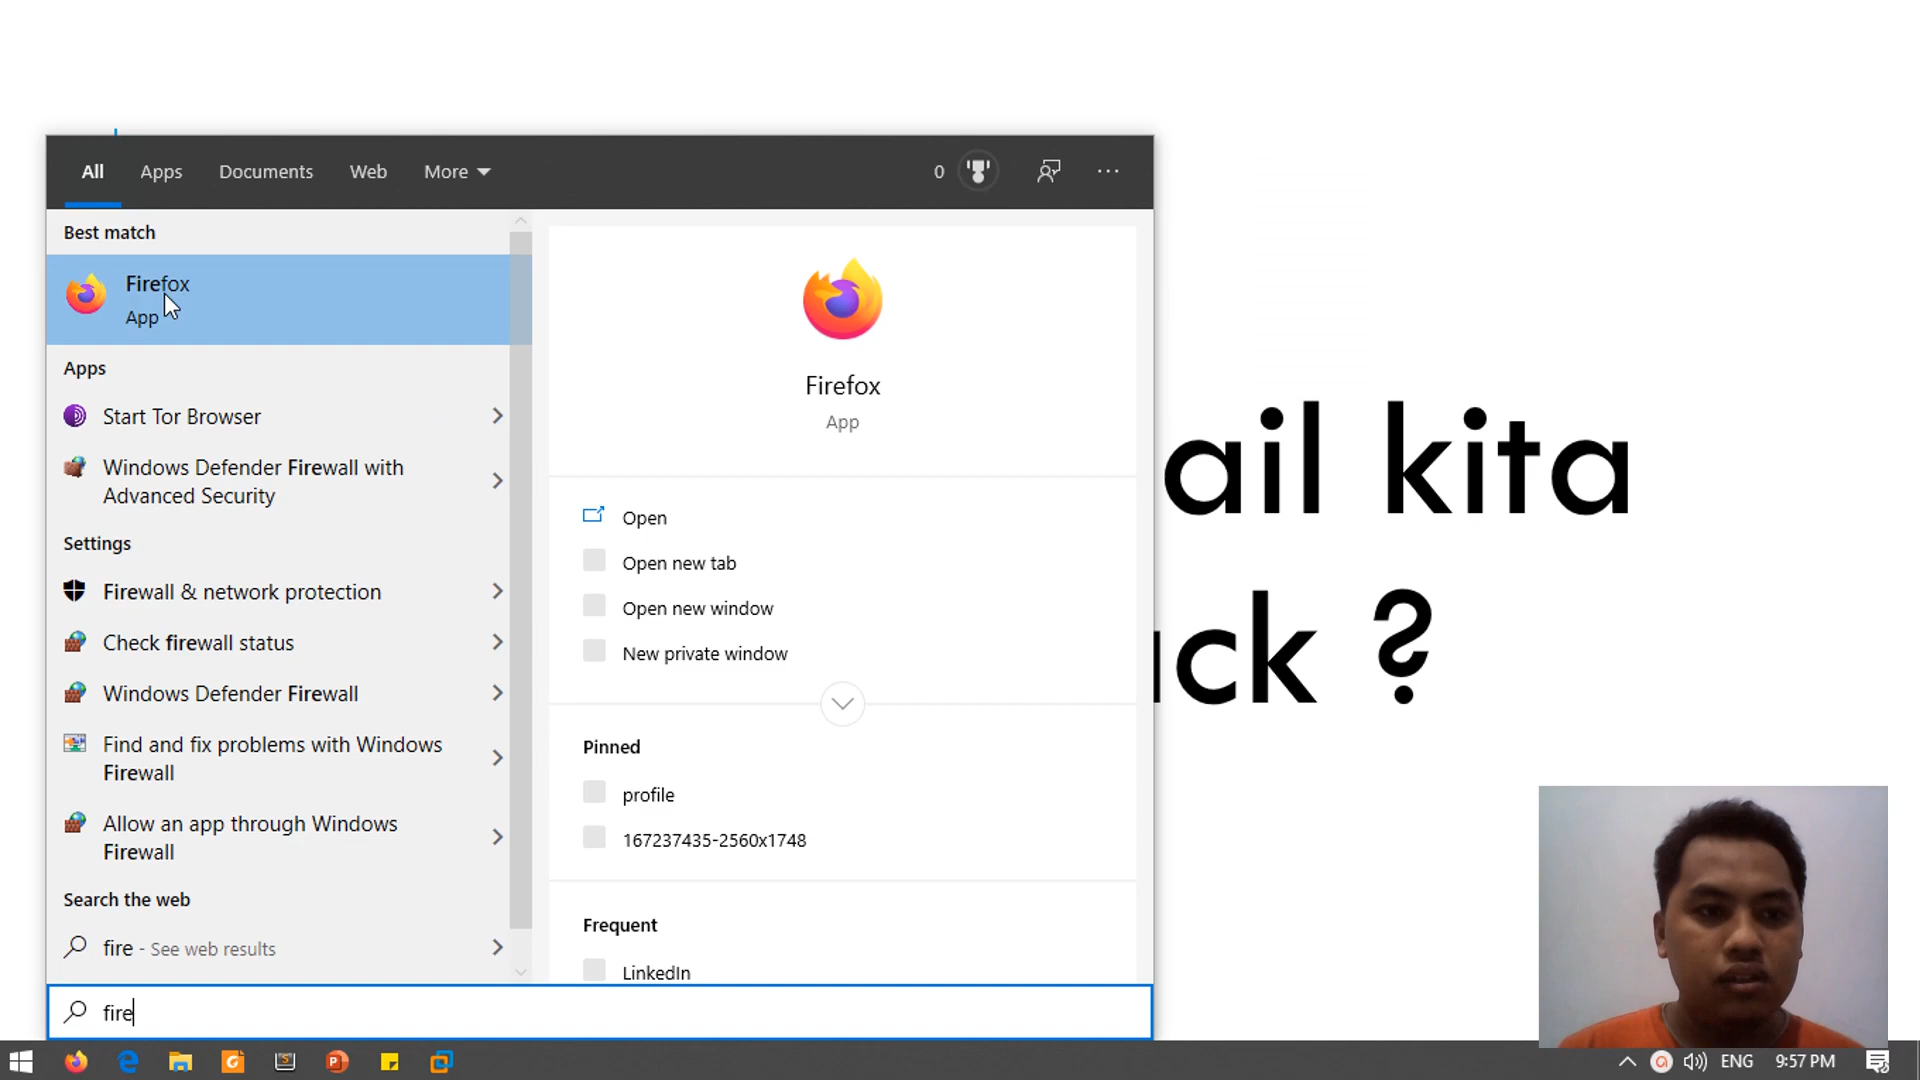 All Apps Documents Web More 0 ...
Best match
Firefox
App
Apps
Start Tor Browser
Windows Defender Firewall with
Advanced Security
Settings
Firewall & network protection
Check firewall status
Windows Defender Firewall
Find and fix problems with Windows
Firewall
Allow an app through Windows
Firewall
Search the web
fire - See web results
fire
Firefox
App
Open
Open new tab
Open new window
New private window
Pinned
profile
167237435-2560x1748
Frequent
LinkedIn
ail kita
ck ?
ENG 9:57 PM